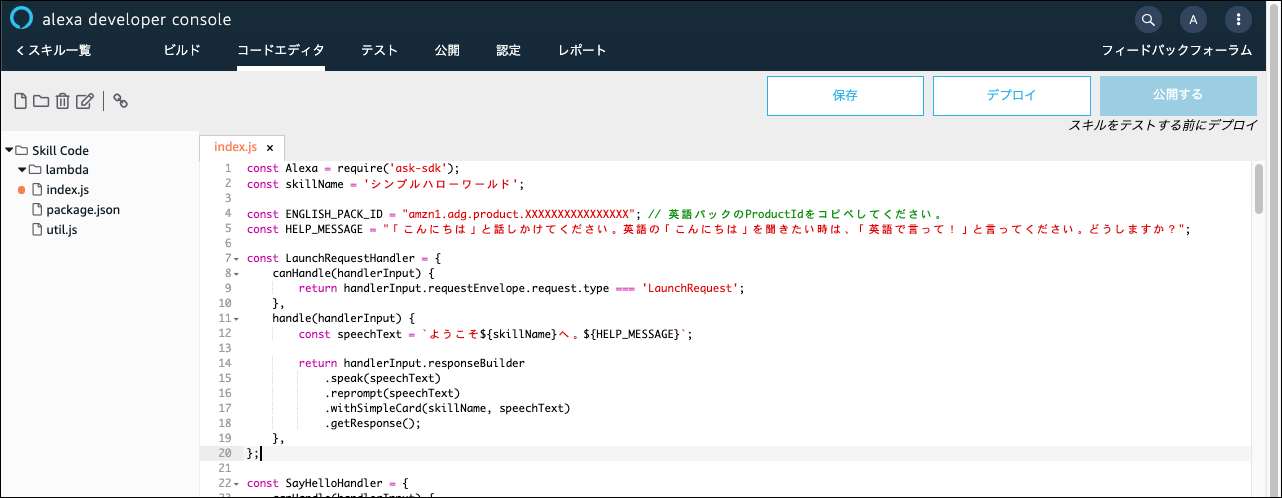 alexa developer console
A
スキル一覧 ビルド コードエディタ テスト 公開 認定 レポート フィードバックフォーラム
保存 デプロイ 公開する
スキルをテストする前にデプロイ
Skill Code
lambda
index.js
package.json
util.js
index.js ×
1 const Alexa = require('ask-sdk');
2 const skillName = 'シンプルハローワールド';
3
4 const ENGLISH_PACK_ID = "amzn1.adg.product.XXXXXXXXXXXXXXXX"; // 英語パックのProductIdをコピペしてください。
5 const HELP_MESSAGE = "「こんにちは」と話しかけてください。英語の「こんにちは」を聞きたい時は、「英語で言って！」と言ってください。どうしますか？";
6
7 const LaunchRequestHandler = {
8 canHandle(handlerInput) {
9 return handlerInput.requestEnvelope.request.type === 'LaunchRequest';
10 },
11 handle(handlerInput) {
12 const speechText = `ようこそ${skillName}へ。${HELP_MESSAGE}`;
13
14 return handlerInput.responseBuilder
15 .speak(speechText)
16 .reprompt(speechText)
17 .withSimpleCard(skillName, speechText)
18 .getResponse();
19 },
20 };
21
22 const SayHelloHandler = {